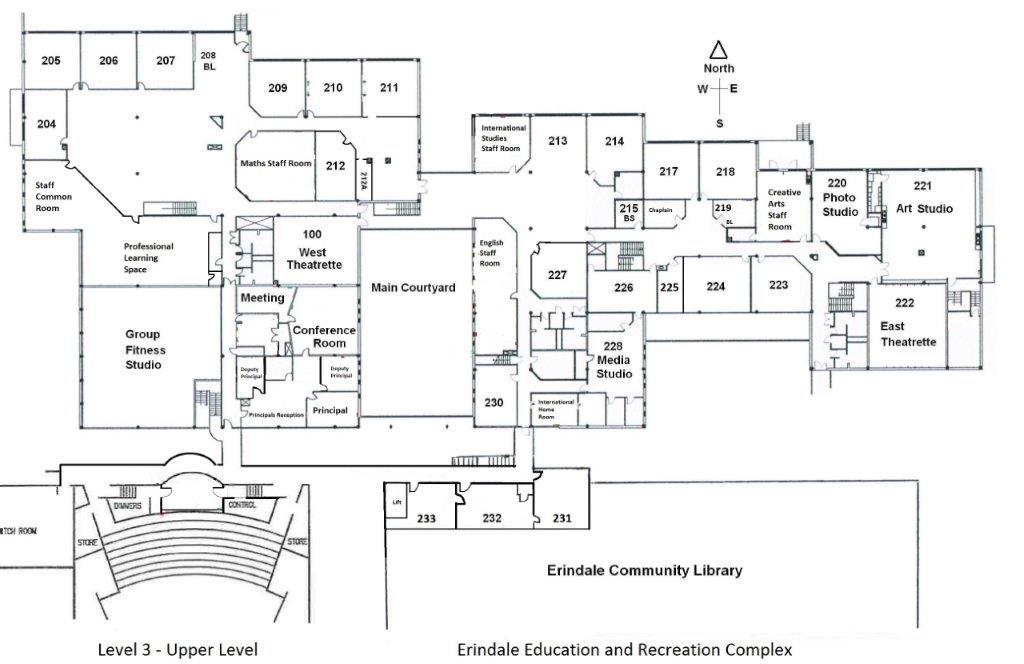 208
BL
205
206
207
North
W
E
S
209
210
211
204
International
Studies
Staff Room
213
214
Maths Staff Room
212
212A
217
218
Staff
Common
Room
220
Photo
Studio
221
Art Studio
Creative
Arts
Staff
Room
215
BS
Chaplain
219
BL
100
West
Theatrette
Professional
Learning
Space
English
Staff
Room
227
Main Courtyard
226
225
224
223
Meeting
222
East
Theatrette
Group
Fitness
Studio
Conference
Room
228
Media
Studio
Deputy
Principal
Deputy
Principal
230
International
Home
Room
Principals Reception
Principal
DIMMERS
CONTROL
Lift
233
232
231
ITCH ROOM
STORE
STORE
Erindale Community Library
Level 3 - Upper Level
Erindale Education and Recreation Complex